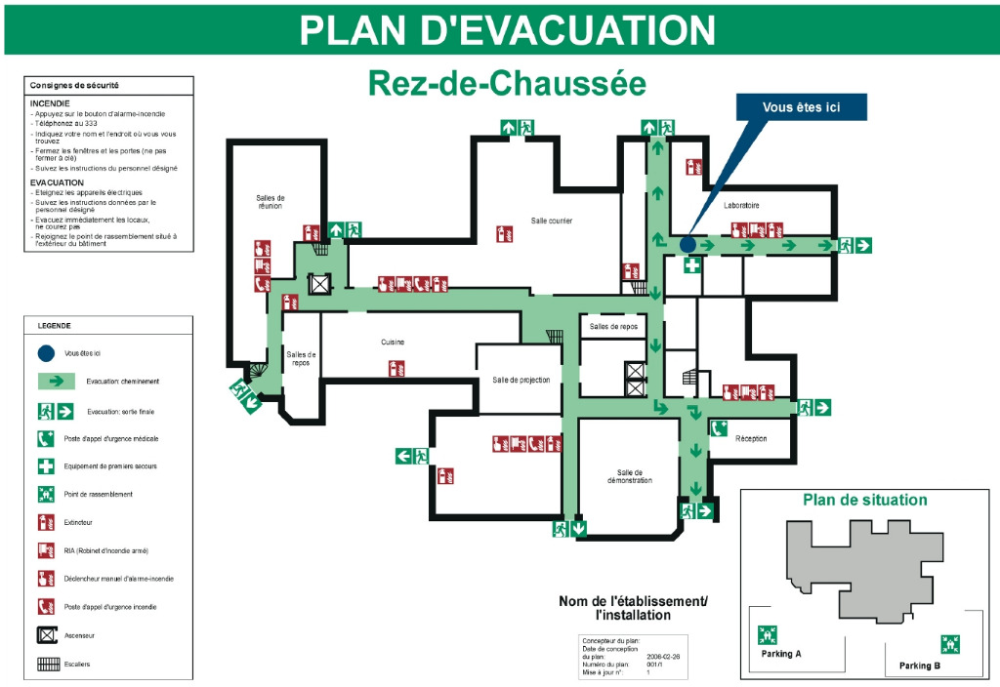 PLAN D'EVACUATION
Rez-de-Chaussée
Consignes de sécurité
INCENDIE
- Appuyez sur le bouton d'alarme-incendie
- Téléphonez au 333
- Indiquez votre nom et l'endroit où vous vous
trouvez
- Fermez les fenêtres et les portes (ne pas
fermer à clé)
- Suivez les instructions du personnel désigné
EVACUATION
- Eteignez les appareils électriques
- Suivez les instructions données par le
personnel désigné
- Evacuez immédiatement les locaux,
ne courez pas
- Rejoignez le point de rassemblement situé à
l'extérieur du bâtiment
Vous êtes ici
Salles de
réunion
Salle courrier
Laboratoire
Salles de repos
Cuisine
Salles de
repos
Salle de projection
Réception
Salle de
démonstration
LEGENDE
Vous êtes ici
Evacuation: cheminement
Evacuation: sortie finale
Poste d'appel d'urgence médicale
Equipement de premiers secours
Point de rassemblement
Extincteur
RIA (Robinet d'Incendie armé)
Déclencheur manuel d'alarme-incendie
Poste d'appel d'urgence incendie
Ascenseur
Escaliers
Plan de situation
Parking A
Parking B
Nom de l'établissement/
l'installation
Concepteur du plan:
Date de conception
du plan: 2006-02-26
Numéro du plan: 001/1
Mise à jour n°: 1